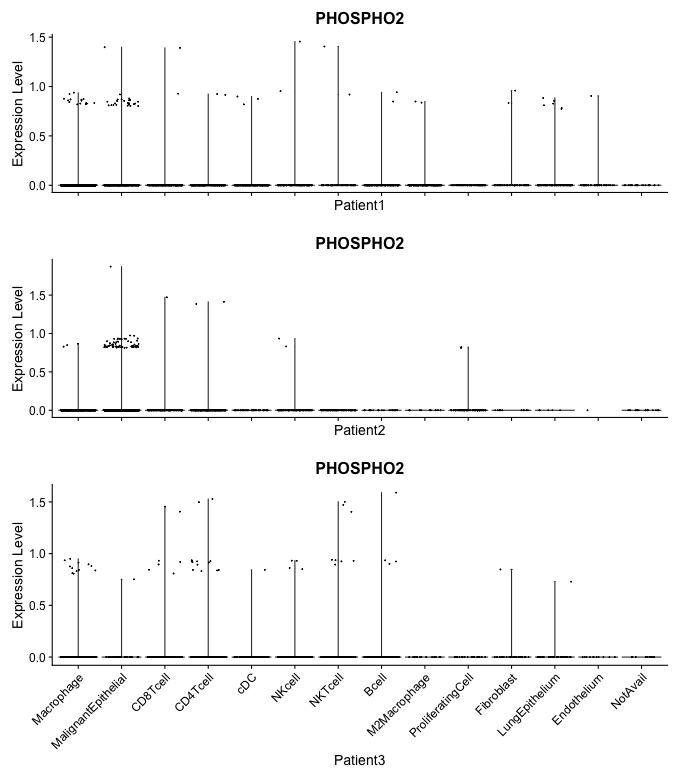 PHOSPHO2
Expression Level
1.5
1.0
0.5
0.0
Patient1
PHOSPHO2
Expression Level
1.5
1.0
0.5
0.0
Patient2
PHOSPHO2
Expression Level
1.5
1.0
0.5
0.0
Macrophage
MalignantEpithelial
CD8Tcell
CD4Tcell
cDC
NKcell
NKTcell
Bcell
M2Macrophage
ProliferatingCell
Fibroblast
LungEpithelium
Endothelium
NotAvail
Patient3